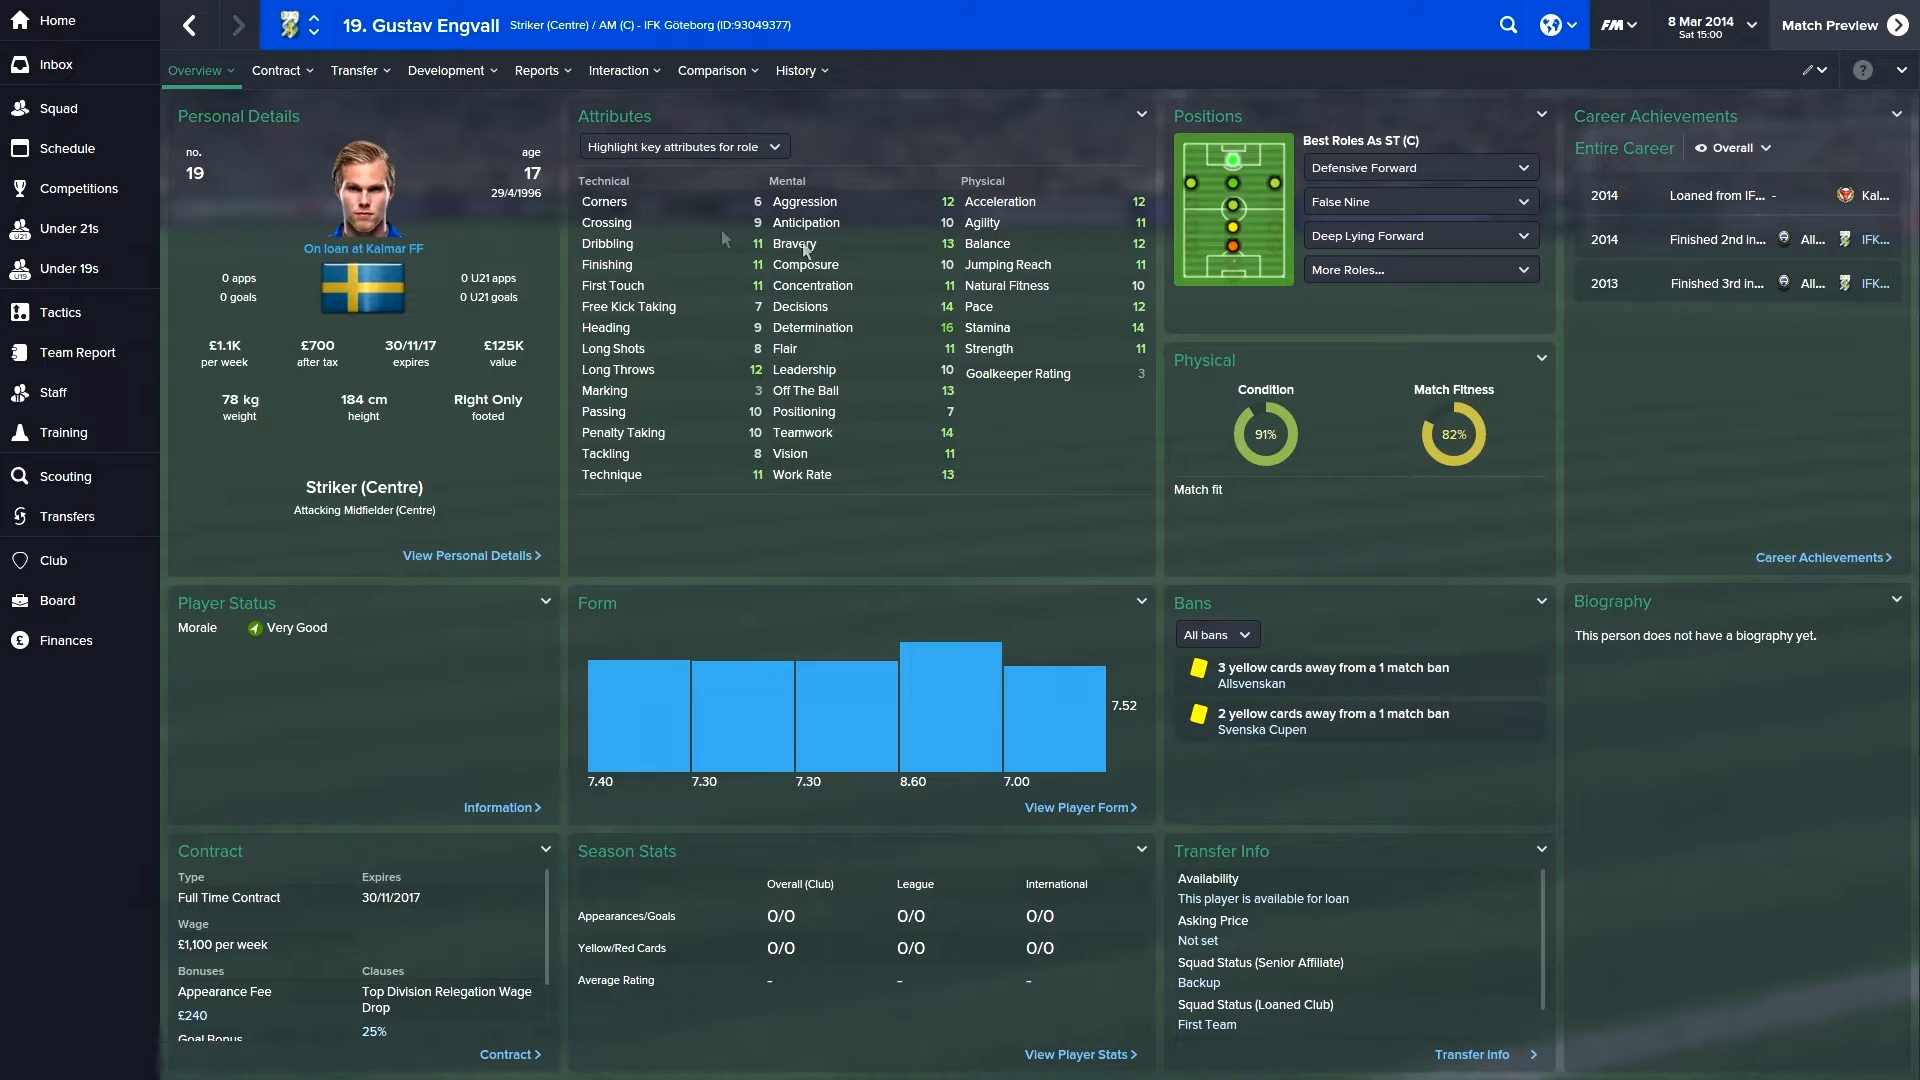 Home
Inbox
Squad
Schedule
Competitions
U21 Under 21s
U19 Under 19s
Tactics
Team Report
Staff
Training
Scouting
Transfers
Club
Board
£ Finances
19. Gustav Engvall Striker (Centre) / AM (C) - IFK Göteborg (ID:93049377)
FM
8 Mar 2014
Sat 15:00
Match Preview
Overview Contract Transfer Development Reports Interaction Comparison History
?
Personal Details
no.
19
age
17
29/4/1996
On loan at Kalmar FF
0 apps
0 goals
0 U21 apps
0 U21 goals
£1.1K
per week
£700
after tax
30/11/17
expires
£125K
value
78 kg
weight
184 cm
height
Right Only
footed
Striker (Centre)
Attacking Midfielder (Centre)
View Personal Details >
Attributes
Highlight key attributes for role
Technical Mental Physical
Corners 6 Aggression 12 Acceleration 12
Crossing 9 Anticipation 10 Agility 11
Dribbling 11 Bravery 13 Balance 12
Finishing 11 Composure 10 Jumping Reach 11
First Touch 11 Concentration 11 Natural Fitness 10
Free Kick Taking 7 Decisions 14 Pace 12
Heading 9 Determination 16 Stamina 14
Long Shots 8 Flair 11 Strength 11
Long Throws 12 Leadership 10 Goalkeeper Rating 3
Marking 3 Off The Ball 13
Passing 10 Positioning 7
Penalty Taking 10 Teamwork 14
Tackling 8 Vision 11
Technique 11 Work Rate 13
Positions
Best Roles As ST (C)
Defensive Forward
False Nine
Deep Lying Forward
More Roles...
Physical
Condition
91%
Match Fitness
82%
Match fit
Career Achievements
Entire Career Overall
2014 Loaned from IF... - Kal...
2014 Finished 2nd in... All... IFK...
2013 Finished 3rd in... All... IFK...
Career Achievements >
Player Status
Morale Very Good
Information >
Form
7.52
7.40 7.30 7.30 8.60 7.00
View Player Form >
Bans
All bans
3 yellow cards away from a 1 match ban
Allsvenskan
2 yellow cards away from a 1 match ban
Svenska Cupen
Biography
This person does not have a biography yet.
Contract
Type
Full Time Contract
Expires
30/11/2017
Wage
£1,100 per week
Bonuses
Appearance Fee
£240
Goal Bonus
Clauses
Top Division Relegation Wage
Drop
25%
Contract >
Season Stats
Overall (Club) League International
Appearances/Goals 0/0 0/0 0/0
Yellow/Red Cards 0/0 0/0 0/0
Average Rating - - -
View Player Stats >
Transfer Info
Availability
This player is available for loan
Asking Price
Not set
Squad Status (Senior Affiliate)
Backup
Squad Status (Loaned Club)
First Team
Transfer Info >